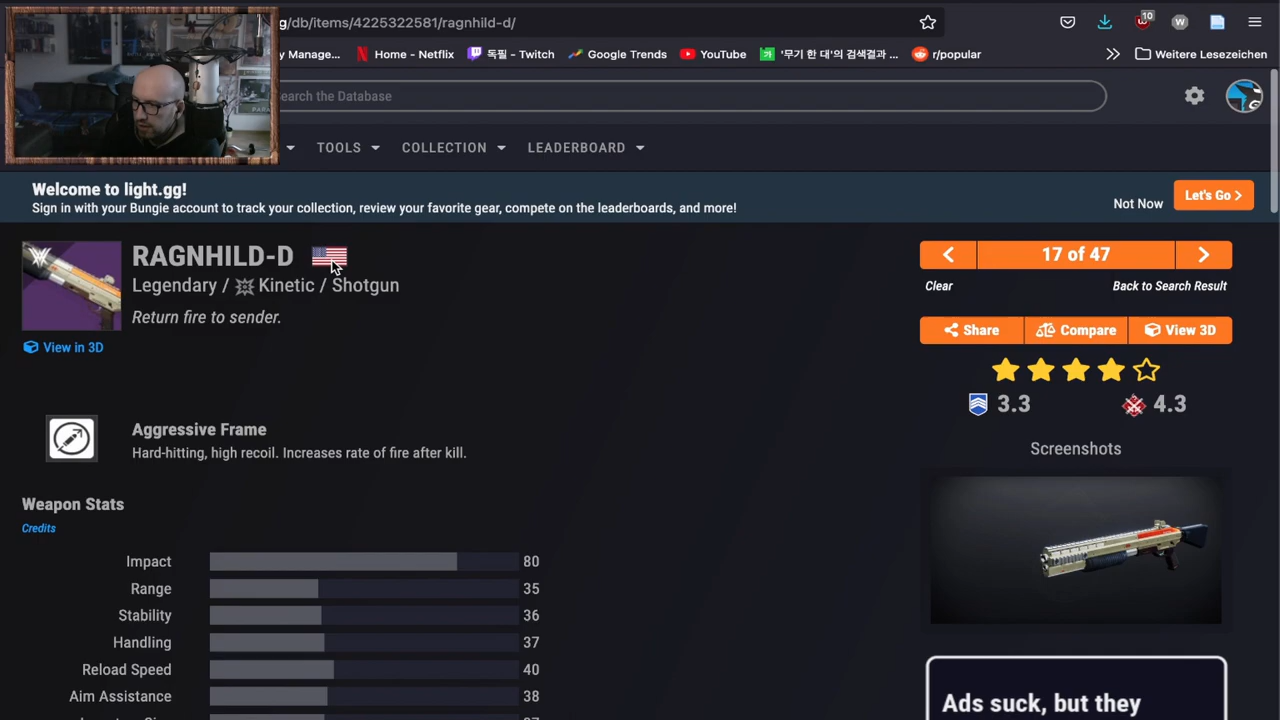 g/db/items/4225322581/ragnhild-d/
10
W
y Manage...
Home - Netflix
독필 - Twitch
Google Trends
YouTube
'무기 한 대'의 검색결과 ...
r/popular
Weitere Lesezeichen
earch the Database
TOOLS
COLLECTION
LEADERBOARD
Welcome to light.gg!
Sign in with your Bungie account to track your collection, review your favorite gear, compete on the leaderboards, and more!
Not Now
Let's Go >
RAGNHILD-D
Legendary / Kinetic / Shotgun
Return fire to sender.
View in 3D
17 of 47
Clear
Back to Search Result
Share
Compare
View 3D
3.3
4.3
Screenshots
Aggressive Frame
Hard-hitting, high recoil. Increases rate of fire after kill.
Weapon Stats
Credits
Impact 80
Range 35
Stability 36
Handling 37
Reload Speed 40
Aim Assistance 38
Ads suck, but they